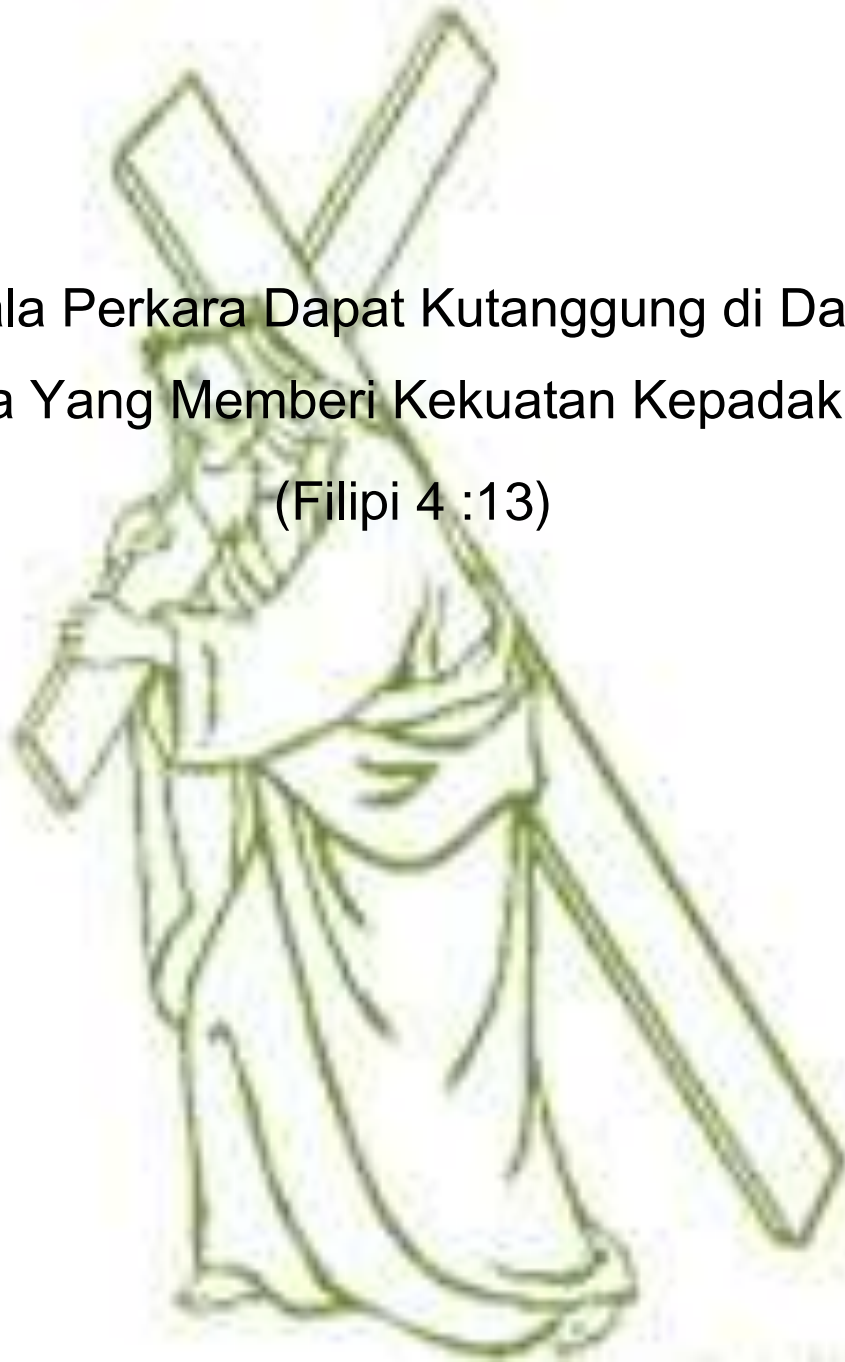 ala Perkara Dapat Kutanggung di Da
a Yang Memberi Kekuatan Kepadak
(Filipi 4 :13)